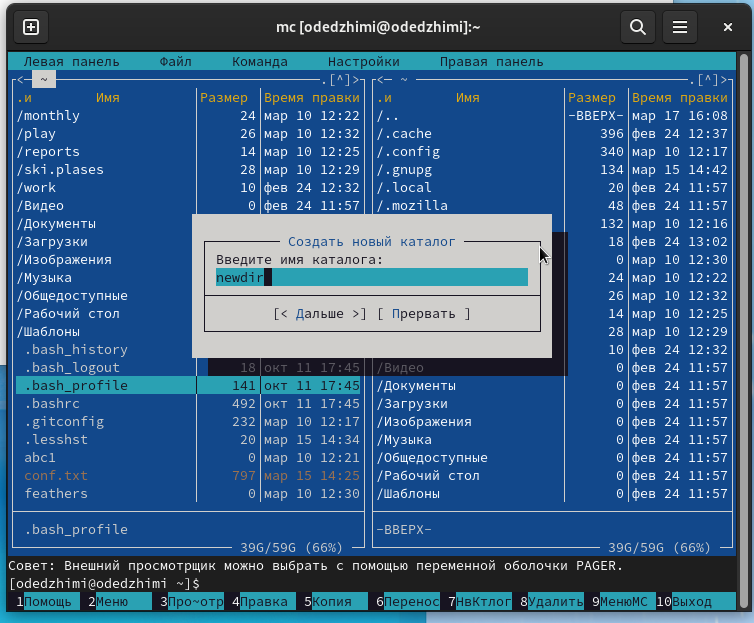 mc [odedzhimi@odedzhimi]:~
Левая панель Файл Команда Настройки Правая панель
<— ~ .[^]> <— ~ .[^]>
.и Имя Размер Время правки .и Имя Размер Время правки
/monthly 24 мар 10 12:22 /.. -ВВЕРХ- мар 17 16:08
/play 26 мар 10 12:32 /.cache 396 фев 24 12:37
/reports 14 мар 10 12:25 /.config 340 мар 10 12:17
/ski.plases 28 мар 10 12:29 /.gnupg 134 мар 15 14:42
/work 10 фев 24 12:32 /.local 20 фев 24 11:57
/Видео 0 фев 24 11:57 /.mozilla 48 фев 24 11:57
/Документы 132 мар 10 12:16
/Загрузки Создать новый каталог 18 фев 24 13:02
/Изображения Введите имя каталога: 0 мар 10 12:30
/Музыка newdir 24 мар 10 12:22
/Общедоступные 26 мар 10 12:32
/Рабочий стол [< Дальше >] [ Прервать ] 14 мар 10 12:25
/Шаблоны 28 мар 10 12:29
.bash_history 10 фев 24 12:32
.bash_logout 18 окт 11 17:45 /Видео 0 фев 24 11:57
.bash_profile 141 окт 11 17:45 /Документы 0 фев 24 11:57
.bashrc 492 окт 11 17:45 /Загрузки 0 фев 24 11:57
.gitconfig 232 мар 10 12:17 /Изображения 0 фев 24 11:57
.lesshst 20 мар 15 14:34 /Музыка 0 фев 24 11:57
abc1 0 мар 10 12:21 /Общедоступные 0 фев 24 11:57
conf.txt 797 мар 15 14:25 /Рабочий стол 0 фев 24 11:57
feathers 0 мар 10 12:30 /Шаблоны 0 фев 24 11:57
.bash_profile -ВВЕРХ-
39G/59G (66%) 39G/59G (66%)
Совет: Внешний просмотрщик можно выбрать с помощью переменной оболочки PAGER.
[odedzhimi@odedzhimi ~]$
1Помощь 2Меню 3Про~отр 4Правка 5Копия 6Перенос 7НвКтлог 8Удалить 9МенюMC 10Выход